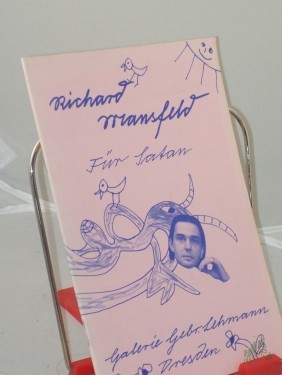 Richard
Mansfeld
Für Satan
Galerie Gebr. Lehmann
Dresden